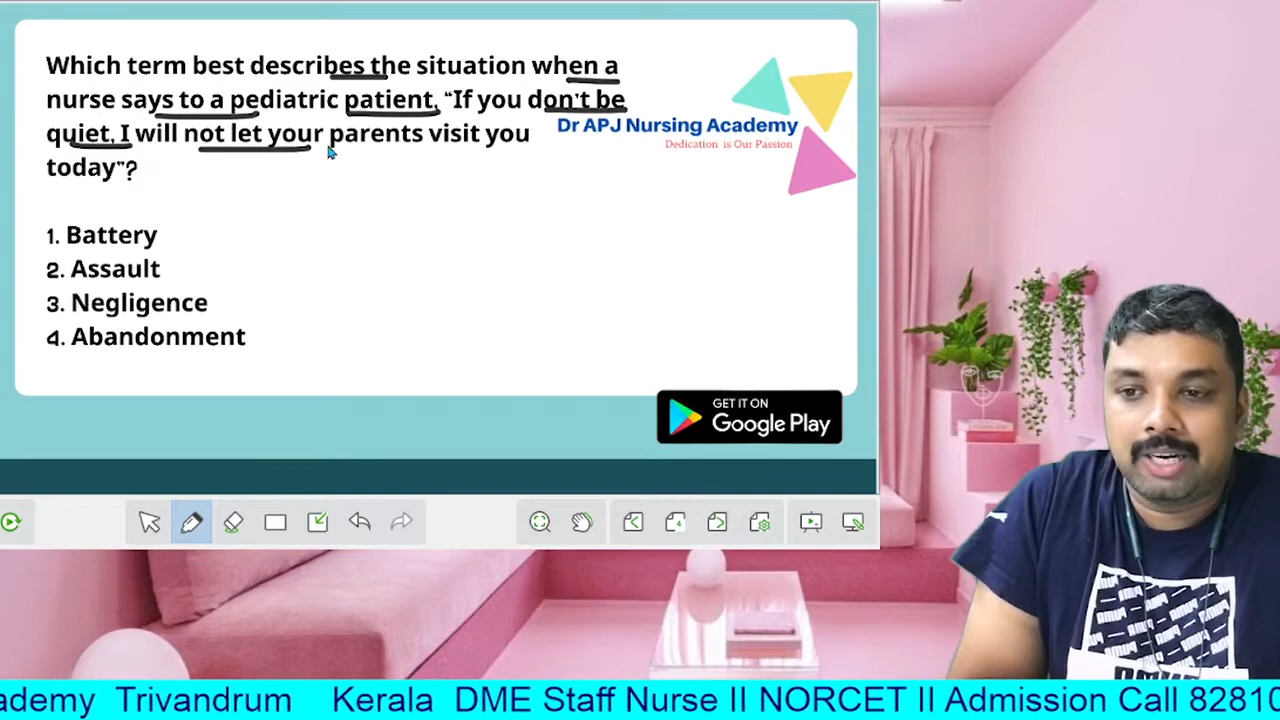 Which term best describes the situation when a
nurse says to a pediatric patient, “If you don't be
quiet, I will not let your parents visit you
today”?
Dr APJ Nursing Academy
Dedication is Our Passion
1. Battery
2. Assault
3. Negligence
4. Abandonment
GET IT ON
Google Play
4
ademy Trivandrum Kerala DME Staff Nurse II NORCET II Admission Call 82810